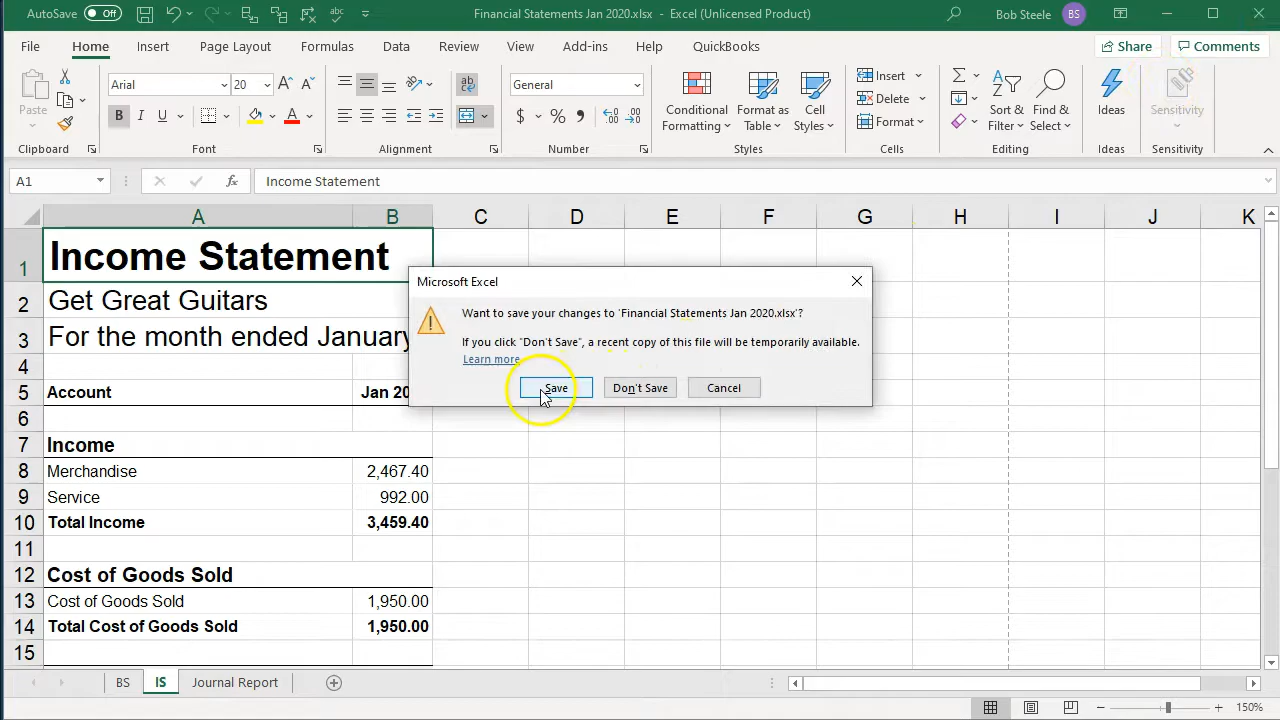 AutoSave Off
Financial Statements Jan 2020.xlsx - Excel (Unlicensed Product)
Bob Steele BS
File Home Insert Page Layout Formulas Data Review View Add-ins Help QuickBooks Share Comments
Paste
Clipboard
Arial 20
B I U A
Font
ab
Alignment
General
$ %
Number
Conditional Formatting
Format as Table
Cell Styles
Styles
Insert
Delete
Format
Cells
Sort & Filter
Find & Select
Editing
Ideas
Ideas
Sensitivity
Sensitivity
A1 fx Income Statement
A B C D E F G H I J K
1 Income Statement
2 Get Great Guitars
3 For the month ended January
4
5 Account Jan 20
6
7 Income
8 Merchandise 2,467.40
9 Service 992.00
10 Total Income 3,459.40
11
12 Cost of Goods Sold
13 Cost of Goods Sold 1,950.00
14 Total Cost of Goods Sold 1,950.00
15
Microsoft Excel
Want to save your changes to 'Financial Statements Jan 2020.xlsx'?
If you click "Don't Save", a recent copy of this file will be temporarily available.
Learn more
Save Don't Save Cancel
BS IS Journal Report
150%